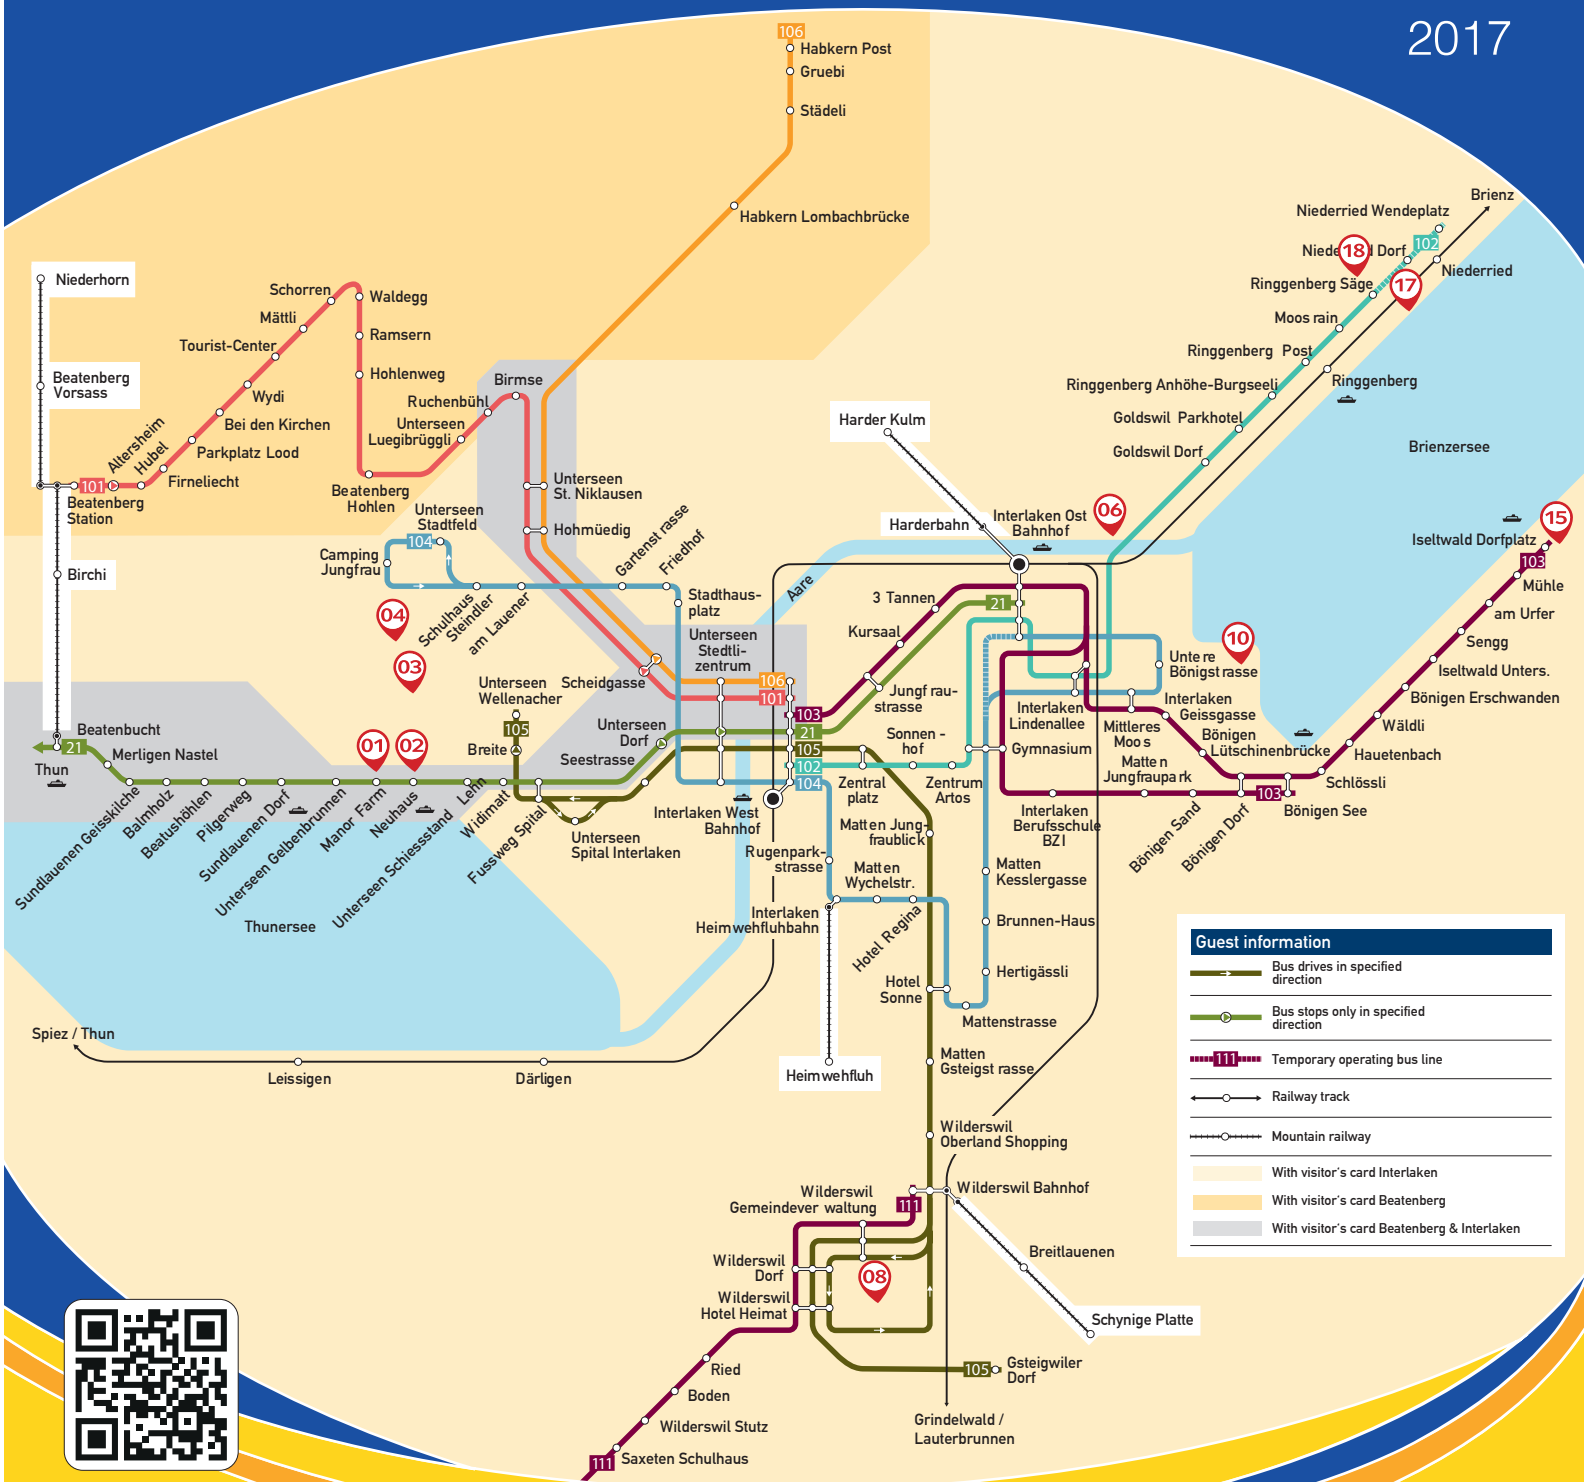 2017
106
Habkern Post
Gruebi
Städeli
Habkern Lombachbrücke
Brienz
Niederried Wendeplatz
102
Dorf
18
Niederried
17
Ringgenberg Säge
Moosrain
Ringgenberg Post
Ringgenberg
Ringgenberg Anhöhe-Burgseeli
Goldswil Parkhotel
Goldswil Dorf
Brienzersee
Niederhorn
Beatenberg
Vorsass
Schorren
Waldegg
Mättli
Ramsern
Tourist-Center
Hohlenweg
Wydi
Bei den Kirchen
Parkplatz Lood
Firneliecht
Hubel
Altersheim
101
Beatenberg
Station
Birchi
Birmse
Ruchenbühl
Unterseen
Luegibrüggli
Beatenberg
Hohlen
Unterseen
St. Niklausen
Hohmüedig
Unterseen
Stadtfeld
104
Camping
Jungfrau
04
03
Schulhaus
Steindler
am Lauener
Gartenstrasse
Friedhof
Stadthaus-
platz
Unterseen
Stedtli-
zentrum
Scheidgasse
106
101
Harder Kulm
Harderbahn
Interlaken Ost
Bahnhof
06
Aare
3 Tannen
Kursaal
21
Jungfrau-
strasse
15
Iseltwald Dorfplatz
103
Mühle
am Urfer
Sengg
Iseltwald Unters.
Bönigen Erschwanden
Wäldli
Hauetenbach
Schlössli
10
Untere
Bönigstrasse
Interlaken
Geissgasse
Interlaken
Lindenallee
Mittleres
Moos
Bönigen
Lütschinenbrücke
Matten
Jungfraupark
Gymnasium
Sonnen-
hof
Zentral
platz
Zentrum
Artos
Interlaken
Berufsschule
BZI
Bönigen Sand
Bönigen Dorf
103
Bönigen See
103
21
105
102
104
Unterseen
Wellenacher
105
Breite
Unterseen
Dorf
Seestrasse
Beatenbucht
21
Thun
Merligen Nastel
01
02
Sundlauenen Geisskilche
Balmholz
Beatushöhlen
Pilgerweg
Sundlauenen Dorf
Unterseen Gelbenbrunnen
Manor Farm
Neuhaus
Unterseen Schiesstand
Lehn
Widimatt
Fussweg Spital
Unterseen
Spital Interlaken
Thunersee
Interlaken West
Bahnhof
Rugenpark-
strasse
Matten Jung-
fraublick
Matten
Wychelstr.
Interlaken
Heimwehfluhbahn
Hotel Regina
Hotel
Sonne
Matten
Kesslergasse
Brunnen-Haus
Hertigässli
Mattenstrasse
Heimwehfluh
Matten
Gsteigstrasse
Spiez / Thun
Leissigen
Därligen
Wilderswil
Oberland Shopping
Wilderswil Bahnhof
111
Wilderswil
Gemeindeverwaltung
Wilderswil
Dorf
08
Wilderswil
Hotel Heimat
Breitlauenen
Schynige Platte
Ried
Boden
Wilderswil Stutz
Saxeten Schulhaus
111
105
Gsteigwiler
Dorf
Grindelwald /
Lauterbrunnen
Guest information
Bus drives in specified
direction
Bus stops only in specified
direction
111
Temporary operating bus line
Railway track
Mountain railway
With visitor's card Interlaken
With visitor's card Beatenberg
With visitor's card Beatenberg & Interlaken